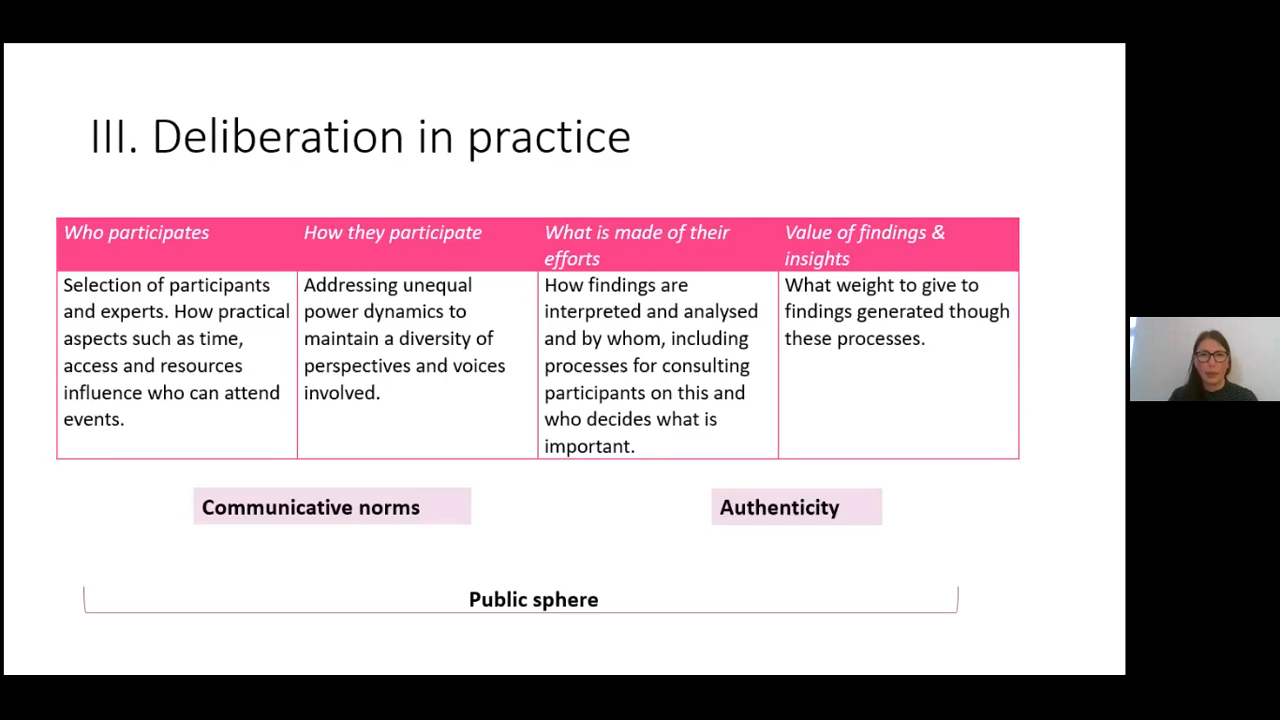 III. Deliberation in practice
Who participates
Selection of participants
and experts. How practical
aspects such as time,
access and resources
influence who can attend
events.
How they participate
Addressing unequal
power dynamics to
maintain a diversity of
perspectives and voices
involved.
What is made of their
efforts
How findings are
interpreted and analysed
and by whom, including
processes for consulting
participants on this and
who decides what is
important.
Value of findings &
insights
What weight to give to
findings generated though
these processes.
Communicative norms
Authenticity
Public sphere